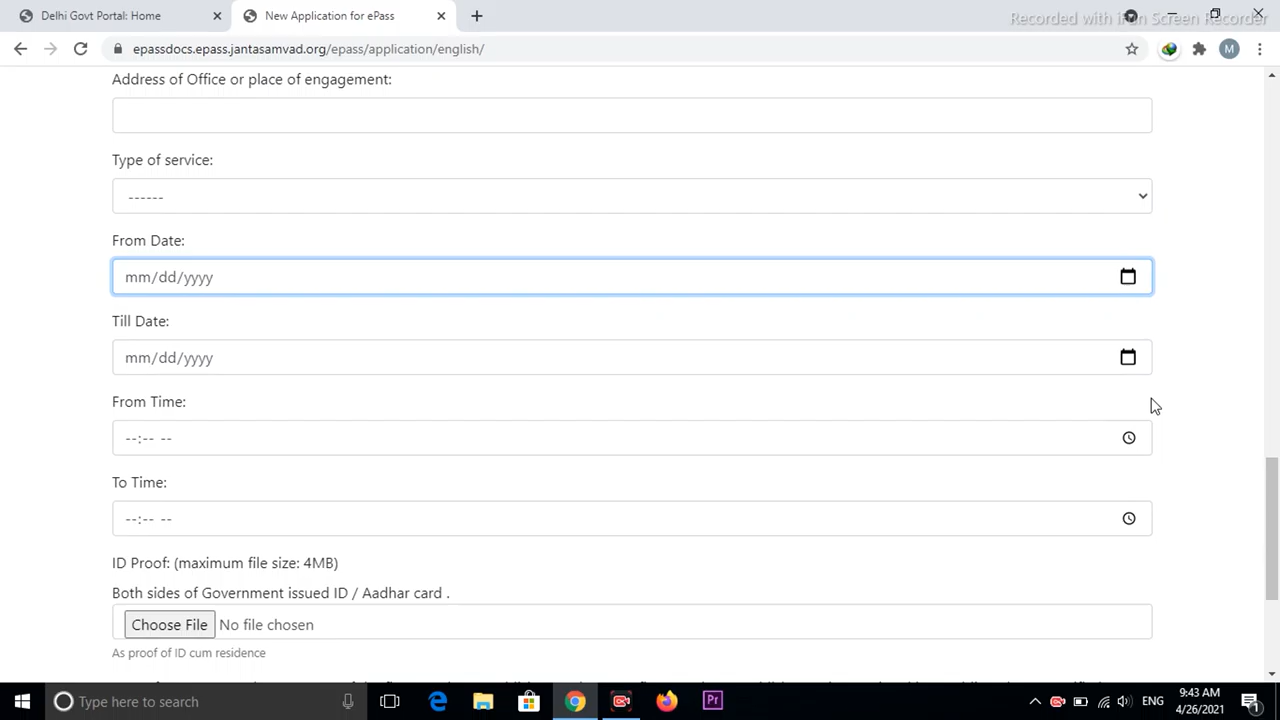 Delhi Govt Portal: Home
New Application for ePass
Recorded with iFun Screen Recorder
epassdocs.epass.jantasamvad.org/epass/application/english/
M
Address of Office or place of engagement:
Type of service:
------
From Date:
mm/dd/yyyy
Till Date:
mm/dd/yyyy
From Time:
--:-- --
To Time:
--:-- --
ID Proof: (maximum file size: 4MB)
Both sides of Government issued ID / Aadhar card .
Choose File No file chosen
As proof of ID cum residence
Type here to search
Pr
ENG
9:43 AM
4/26/2021
1